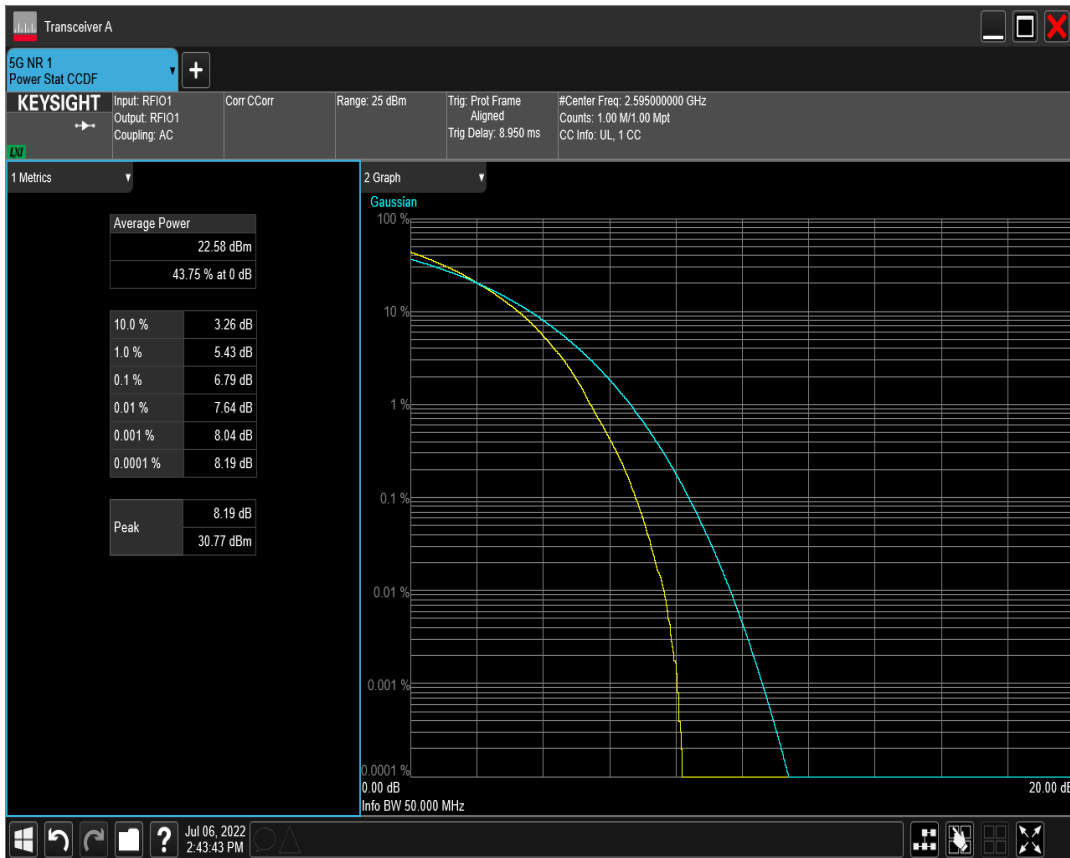 Transceiver A
5G NR 1
Power Stat CCDF
KEYSIGHT
LXI
Input: RFIO1
Output: RFIO1
Coupling: AC
Corr CCorr
Range: 25 dBm
Trig: Prot Frame
Aligned
Trig Delay: 8.950 ms
#Center Freq: 2.595000000 GHz
Counts: 1.00 M/1.00 Mpt
CC Info: UL, 1 CC
1 Metrics
Average Power
22.58 dBm
43.75 % at 0 dB
10.0 % 3.26 dB
1.0 % 5.43 dB
0.1 % 6.79 dB
0.01 % 7.64 dB
0.001 % 8.04 dB
0.0001 % 8.19 dB
Peak
8.19 dB
30.77 dBm
2 Graph
Gaussian
100 %
10 %
1 %
0.1 %
0.01 %
0.001 %
0.0001 %
0.00 dB 20.00 dB
Info BW 50.000 MHz
?
Jul 06, 2022
2:43:43 PM